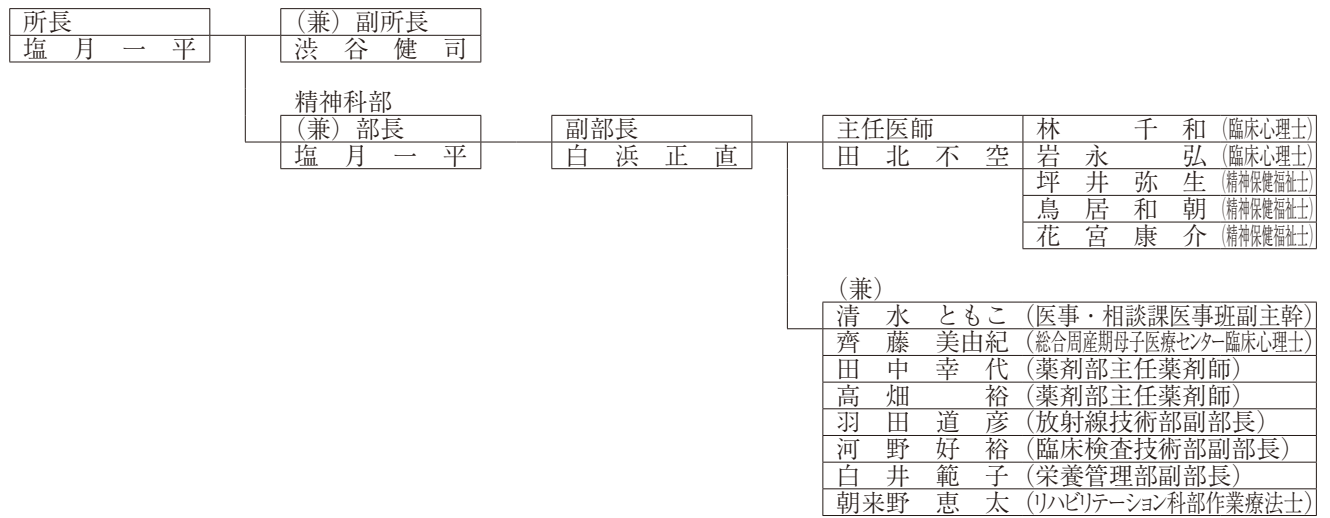 所長
塩月一平
（兼）副所長
渋谷健司
精神科部
（兼）部長
塩月一平
副部長
白浜正直
主任医師
田北不空
林千和（臨床心理士）
岩永弘（臨床心理士）
坪井弥生（精神保健福祉士）
鳥居和朝（精神保健福祉士）
花宮康介（精神保健福祉士）
（兼）
清水ともこ（医事・相談課医事班副主幹）
齊藤美由紀（総合周産期母子医療センター臨床心理士）
田中幸代（薬剤部主任薬剤師）
高畑裕（薬剤部主任薬剤師）
羽田道彦（放射線技術部副部長）
河野好裕（臨床検査技術部副部長）
白井範子（栄養管理部副部長）
朝来野恵太（リハビリテーション科部作業療法士）